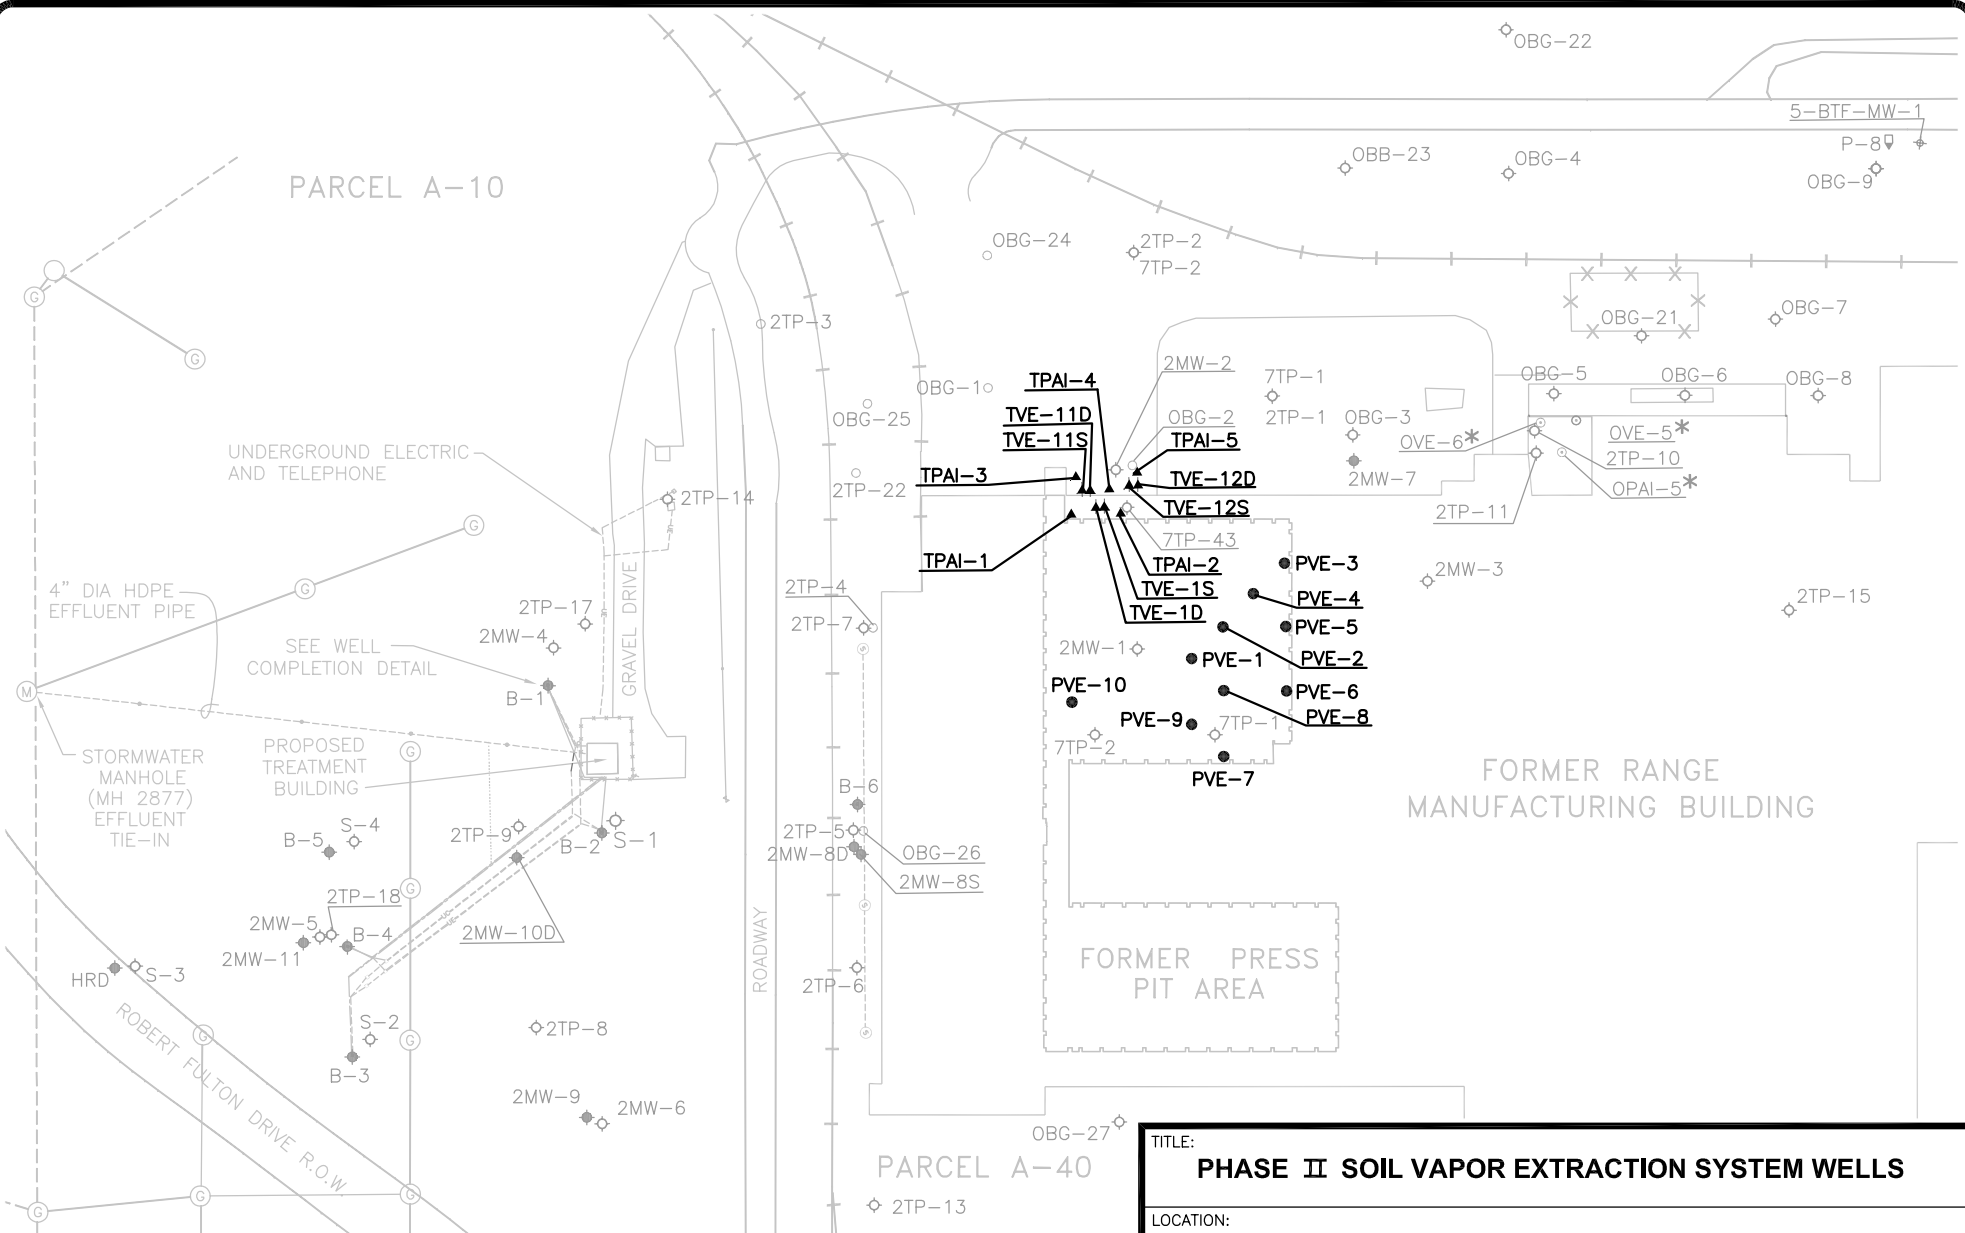 OBG-22
5-BTF-MW-1
P-8
OBB-23
OBG-4
OBG-9
PARCEL A-10
OBG-24
2TP-2
7TP-2
G
OBG-7
2TP-3
OBG-21
G
2MW-2
TPAI-4
7TP-1
OBG-5
OBG-6
OBG-8
OBG-1
TVE-11D
OBG-25
OBG-2
2TP-1
OBG-3
TVE-11S
TPAI-5
OVE-6*
OVE-5*
UNDERGROUND ELECTRIC
AND TELEPHONE
2TP-10
TPAI-3
TVE-12D
2MW-7
2TP-22
OPAI-5*
2TP-14
TVE-12S
2TP-11
G
7TP-43
TPAI-1
TPAI-2
PVE-3
2MW-3
4" DIA HDPE
EFFLUENT PIPE
G
GRAVEL DRIVE
2TP-4
TVE-1S
PVE-4
2TP-15
2TP-17
TVE-1D
2TP-7
PVE-5
2MW-4
SEE WELL
COMPLETION DETAIL
2MW-1
S
PVE-1
PVE-2
M
B-1
PVE-10
PVE-6
PVE-9
7TP-1
PVE-8
7TP-2
STORMWATER
MANHOLE
(MH 2877)
EFFLUENT
TIE-IN
PROPOSED
TREATMENT
BUILDING
G
PVE-7
FORMER RANGE
MANUFACTURING BUILDING
B-6
S-4
B-5
2TP-9
B-2
S-1
2TP-5
OBG-26
2MW-8D
2MW-8S
G
2TP-18
S
2MW-5
B-4
2MW-10D
ROADWAY
2MW-11
FORMER PRESS
PIT AREA
HRD
S-3
2TP-6
S-2
G
G
2TP-8
S
ROBERT FULTON DRIVE R.O.W.
B-3
2MW-9
2MW-6
OBG-27
PARCEL A-40
G
G
G
2TP-13
TITLE:
PHASE II SOIL VAPOR EXTRACTION SYSTEM WELLS
LOCATION: